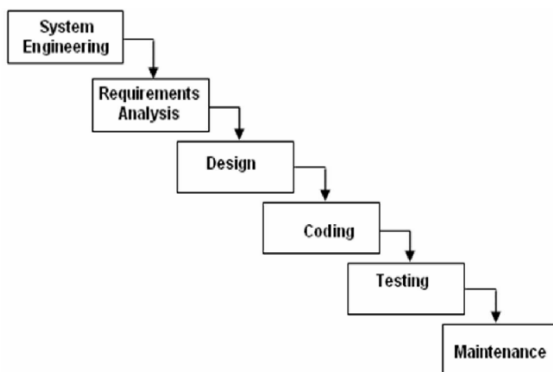 System
Engineering
Requirements
Analysis
Design
Coding
Testing
Maintenance